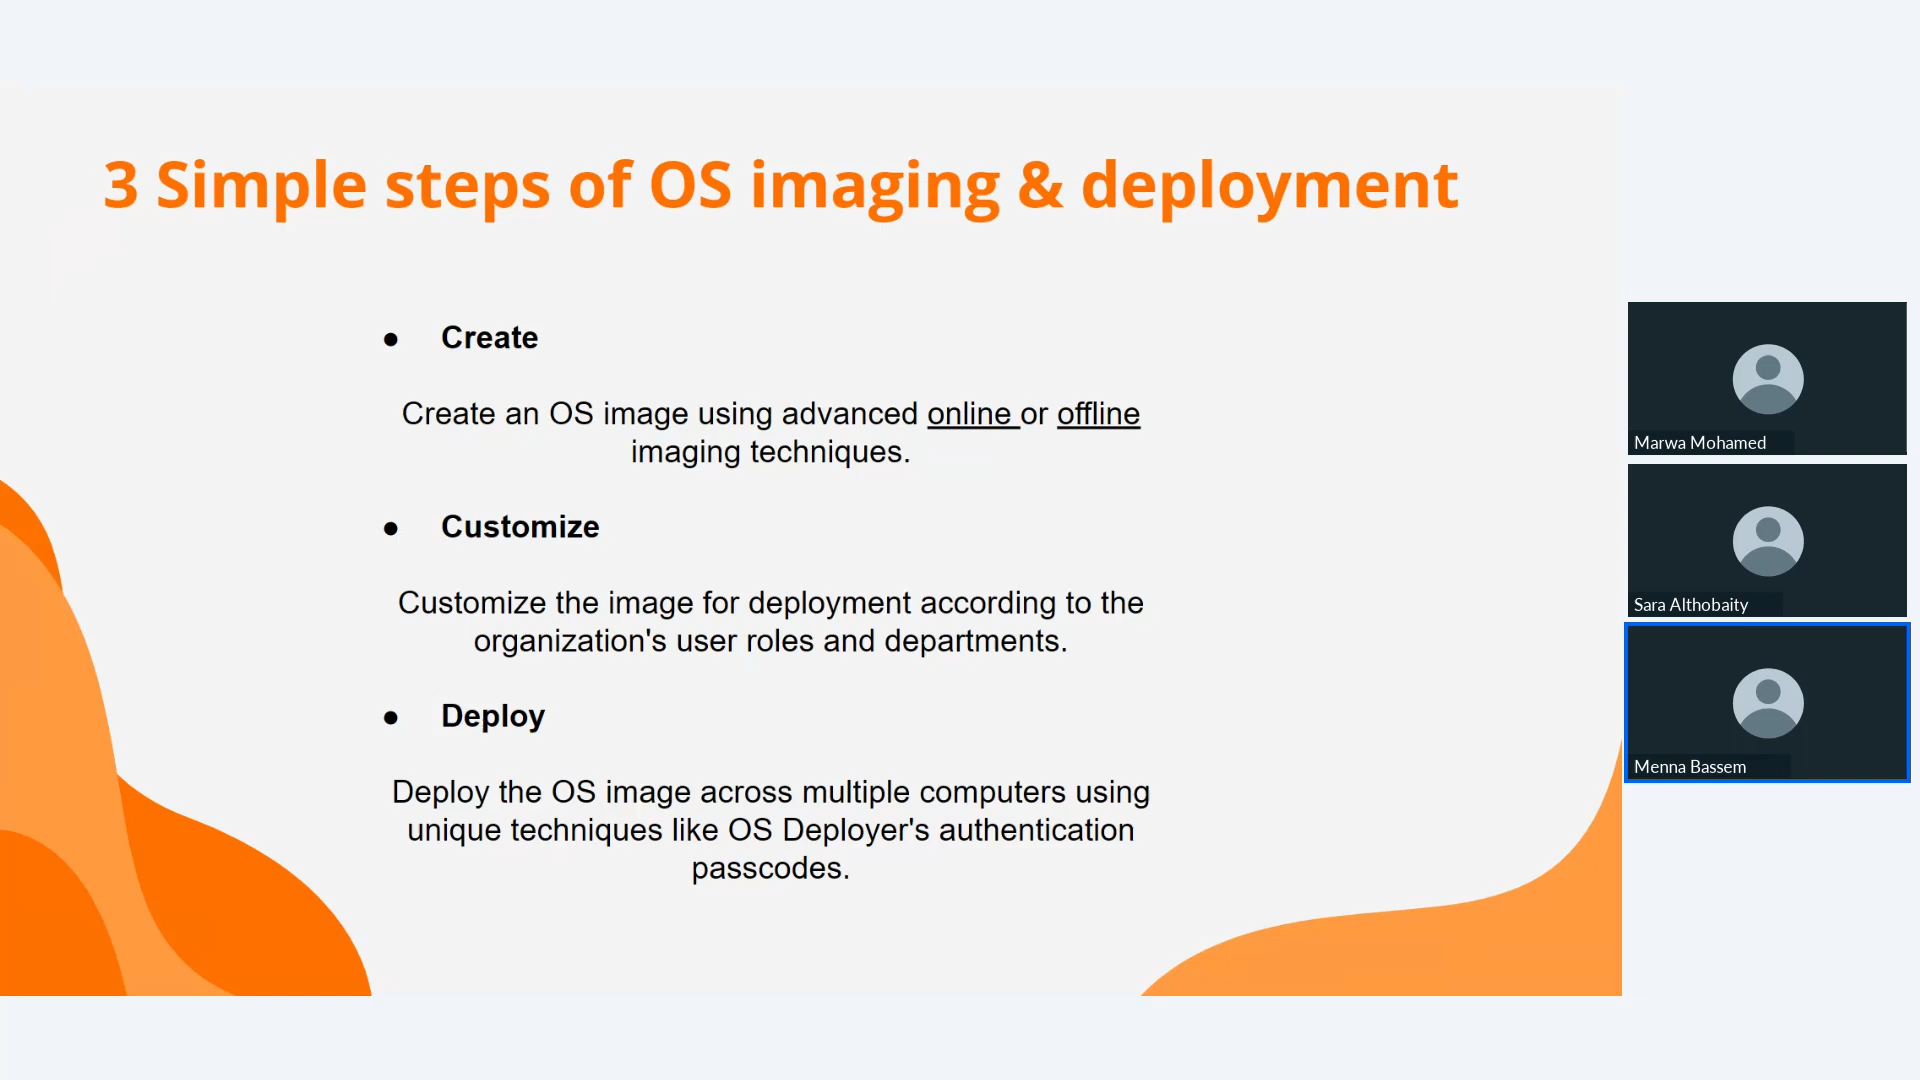 3 Simple steps of OS imaging & deployment
● Create
Create an OS image using advanced online or offline
imaging techniques.
● Customize
Customize the image for deployment according to the
organization's user roles and departments.
● Deploy
Deploy the OS image across multiple computers using
unique techniques like OS Deployer's authentication
passcodes.
Marwa Mohamed
Sara Althobaity
Menna Bassem